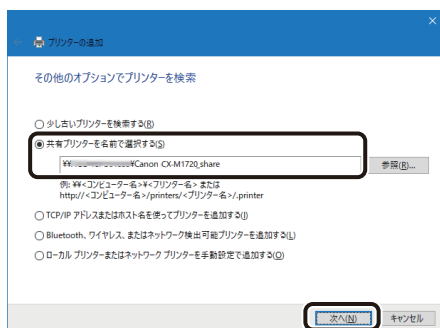 プリンターの追加
その他のオプションでプリンターを検索
少し古いプリンターを検索する(R)
共有プリンターを名前で選択する(S)
¥¥ ¥Canon CX-M1720_share
参照(R)...
例: ¥¥<コンピューター名>¥<プリンター名> または
http://<コンピューター名>/printers/<プリンター名>/.printer
TCP/IP アドレスまたはホスト名を使ってプリンターを追加する(I)
Bluetooth、ワイヤレス、またはネットワーク検出可能プリンターを追加する(L)
ローカル プリンターまたはネットワーク プリンターを手動設定で追加する(O)
次へ(N)
キャンセル